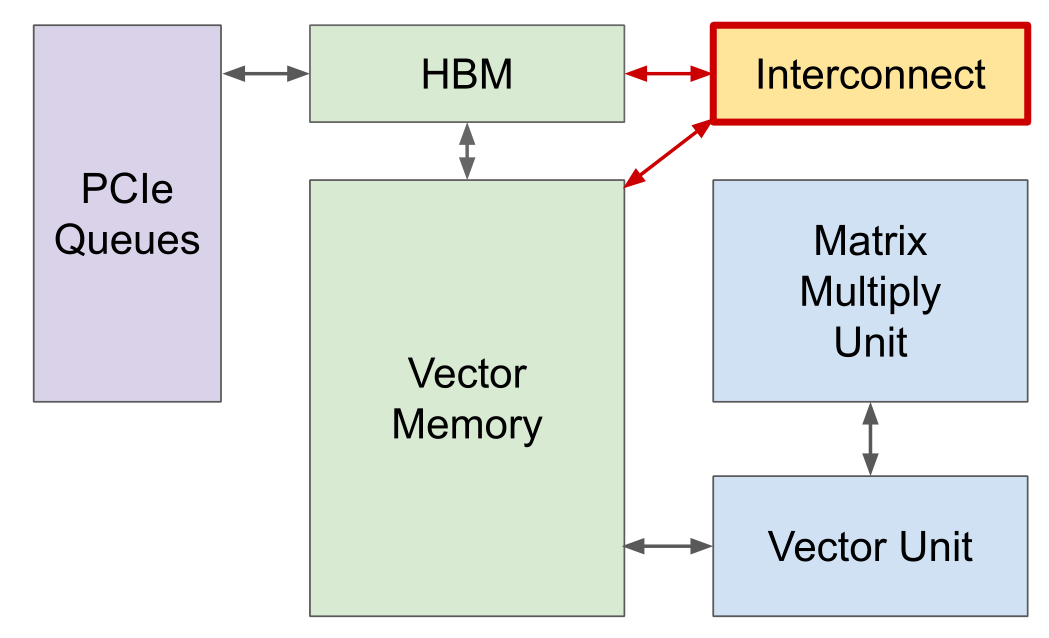 PCIe
Queues
HBM
Interconnect
Vector
Memory
Matrix
Multiply
Unit
Vector Unit